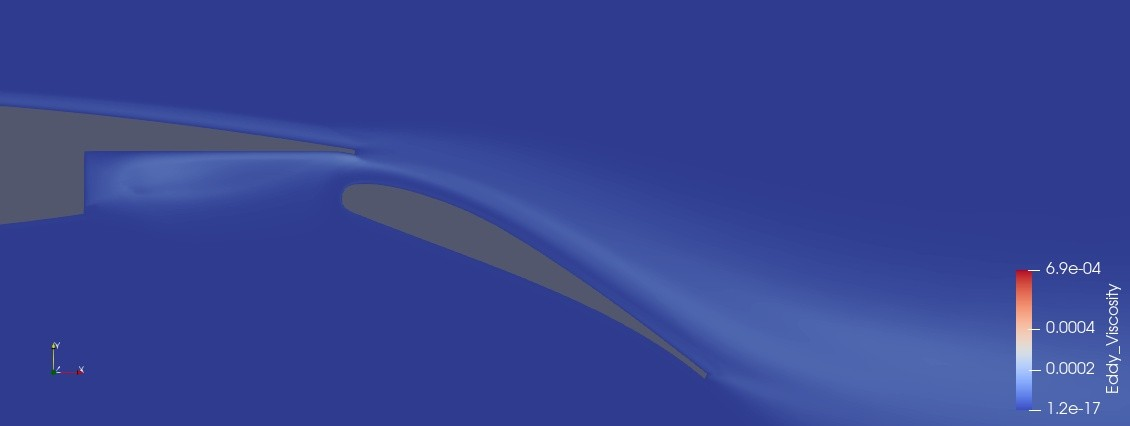 6.9e-04
0.0004
0.0002
1.2e-17
Eddy_Viscosity
Y
Z
X